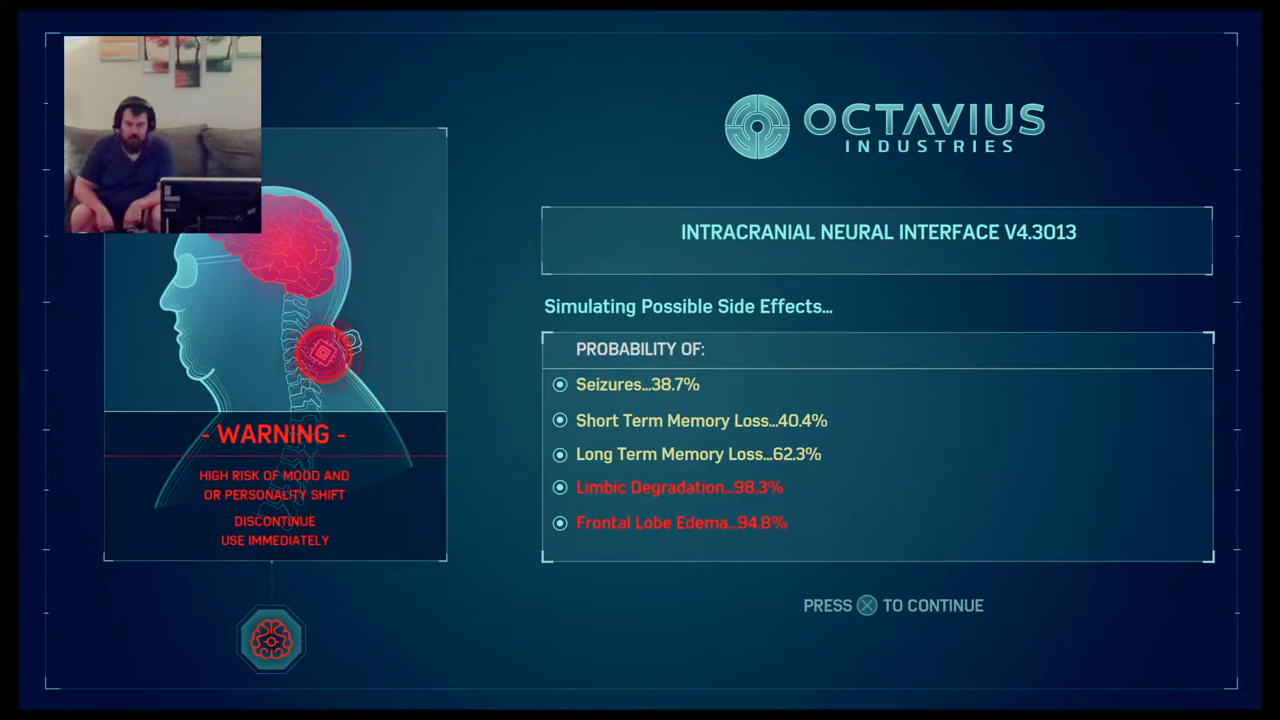 OCTAVIUS
INDUSTRIES
INTRACRANIAL NEURAL INTERFACE V4.3013
Simulating Possible Side Effects...
PROBABILITY OF:
Seizures...38.7%
Short Term Memory Loss...40.4%
Long Term Memory Loss...62.3%
Limbic Degradation...98.3%
Frontal Lobe Edema...94.8%
- WARNING -
HIGH RISK OF MOOD AND
OR PERSONALITY SHIFT
DISCONTINUE
USE IMMEDIATELY
PRESS X TO CONTINUE